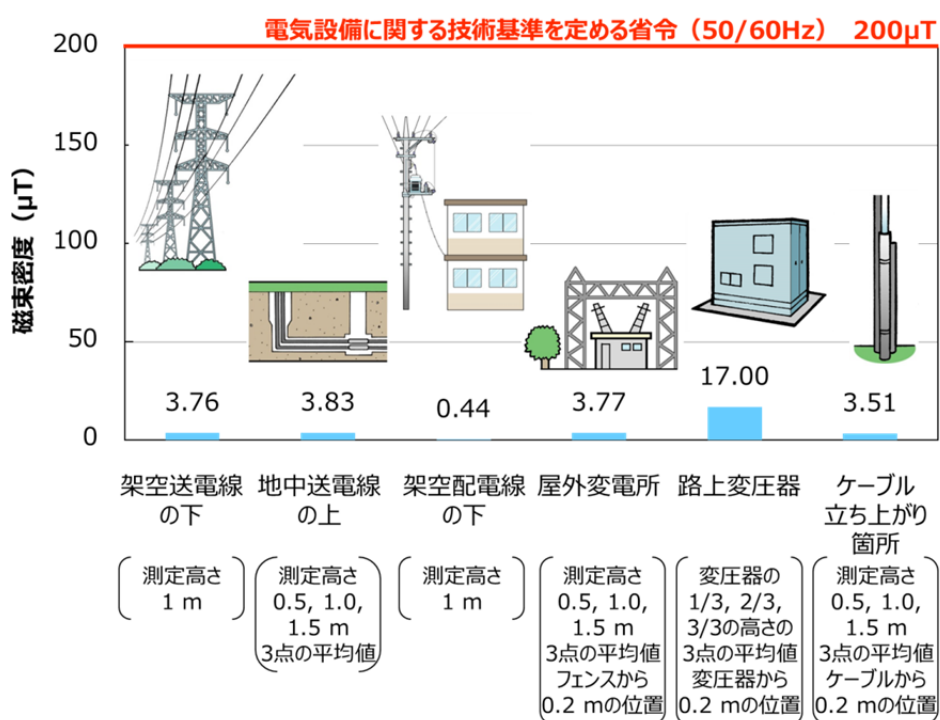 電気設備に関する技術基準を定める省令（50/60Hz） 200μT
磁束密度（μT）
200
150
100
50
0
3.76
3.83
0.44
3.77
17.00
3.51
架空送電線
の下
測定高さ
1 m
地中送電線
の上
測定高さ
0.5, 1.0,
1.5 m
3点の平均値
架空配電線
の下
測定高さ
1 m
屋外変電所
測定高さ
0.5, 1.0,
1.5 m
3点の平均値
フェンスから
0.2 mの位置
路上変圧器
変圧器の
1/3, 2/3,
3/3の高さの
3点の平均値
変圧器から
0.2 mの位置
ケーブル
立ち上がり
箇所
測定高さ
0.5, 1.0,
1.5 m
3点の平均値
ケーブルから
0.2 mの位置